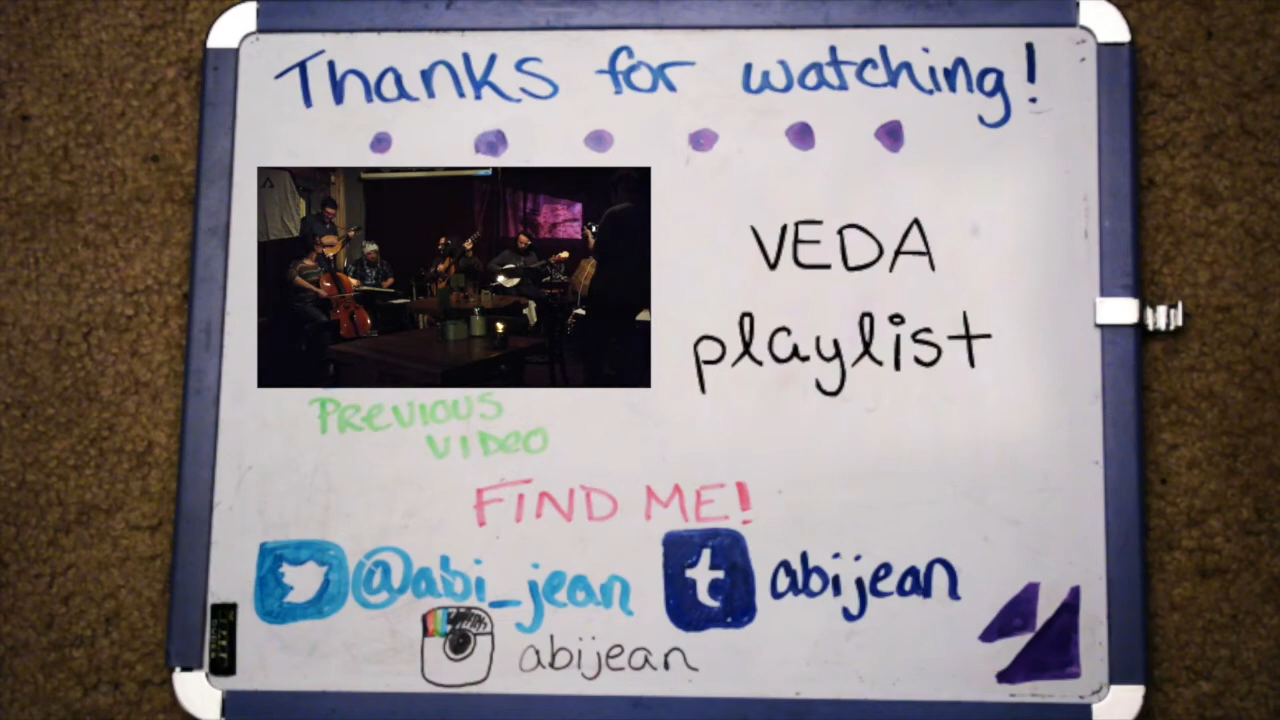 Thanks for watching!
VEDA
playlist
PREVIOUS
VIDEO
FIND ME!
@abi_jean
t abijean
abijean